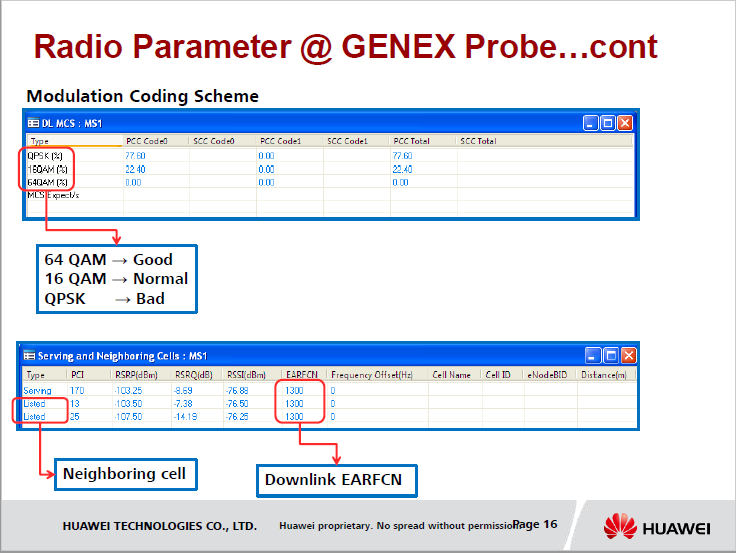 Radio Parameter @ GENEX Probe…cont
Modulation Coding Scheme
DL MCS : MS1
Type PCC Code0 SCC Code0 PCC Code1 SCC Code1 PCC Total SCC Total
QPSK (%) 77.60 0.00 77.60
16QAM (%) 22.40 0.00 22.40
64QAM (%) 0.00 0.00 0.00
MCS Expect/s
64 QAM → Good
16 QAM → Normal
QPSK → Bad
Serving and Neighboring Cells : MS1
Type PCI RSRP(dBm) RSRQ(dB) RSSI(dBm) EARFCN Frequency Offset(Hz) Cell Name Cell ID eNodeBID Distance(m)
Serving 170 -103.25 -8.69 -76.88 1300 0
Listed 13 -103.50 -7.38 -76.50 1300 0
Listed 25 -107.50 -14.19 -76.25 1300 0
Neighboring cell
Downlink EARFCN
HUAWEI TECHNOLOGIES CO., LTD. Huawei proprietary. No spread without permission. Page 16
HUAWEI